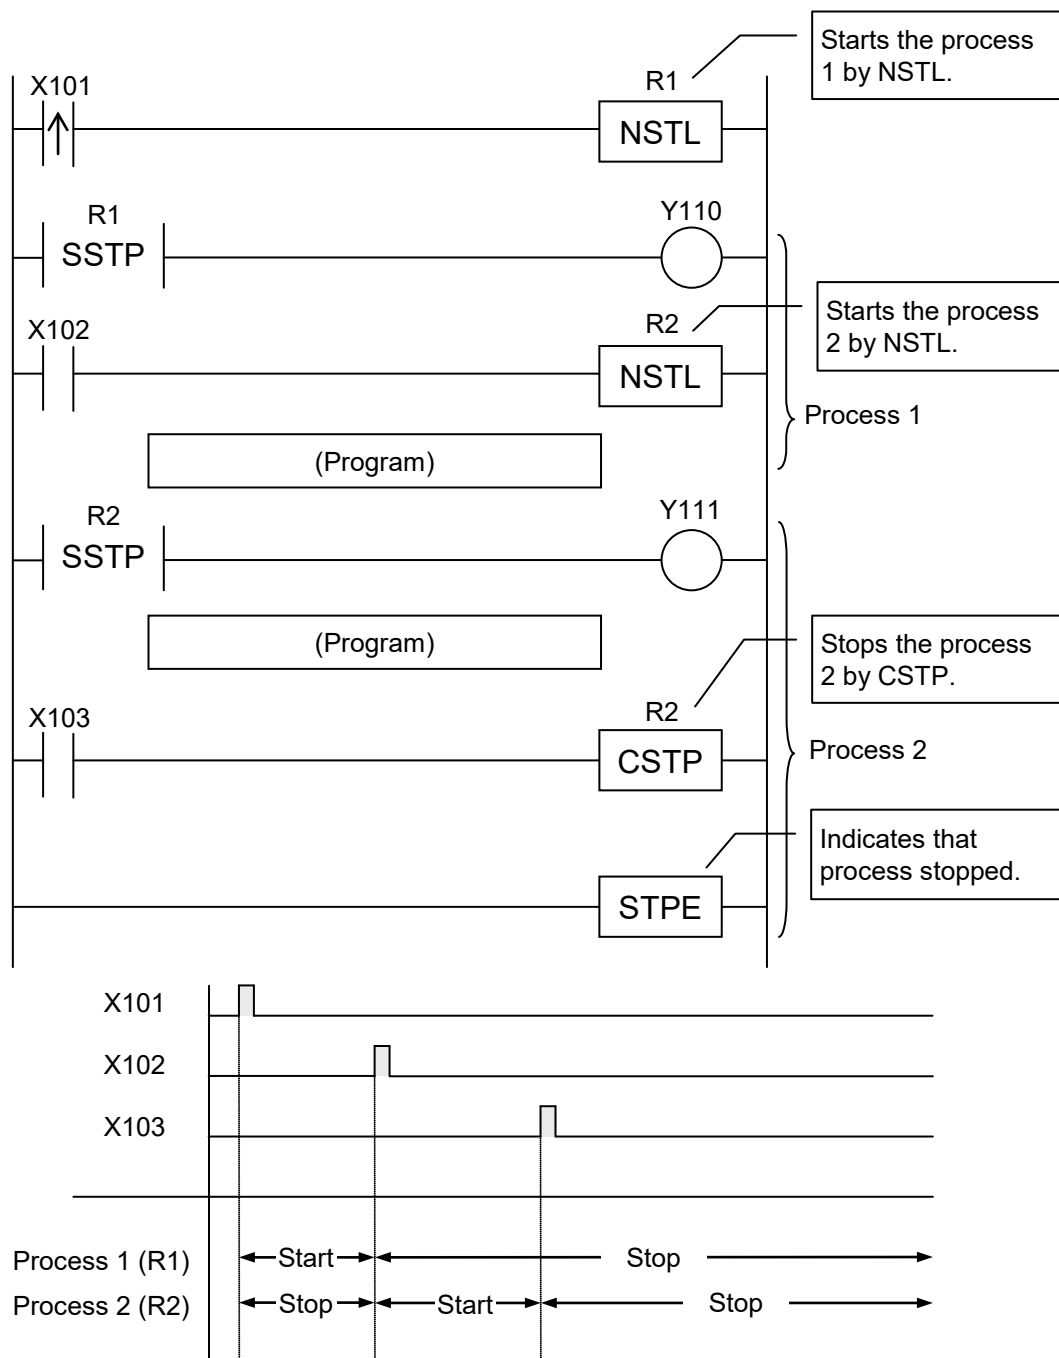 Starts the process
1 by NSTL.
X101
R1
NSTL
R1
SSTP
Y110
Starts the process
2 by NSTL.
X102
R2
NSTL
Process 1
(Program)
R2
SSTP
Y111
(Program)
Stops the process
2 by CSTP.
X103
R2
CSTP
Process 2
Indicates that
process stopped.
STPE
X101
X102
X103
Process 1 (R1) Start Stop
Process 2 (R2) Stop Start Stop